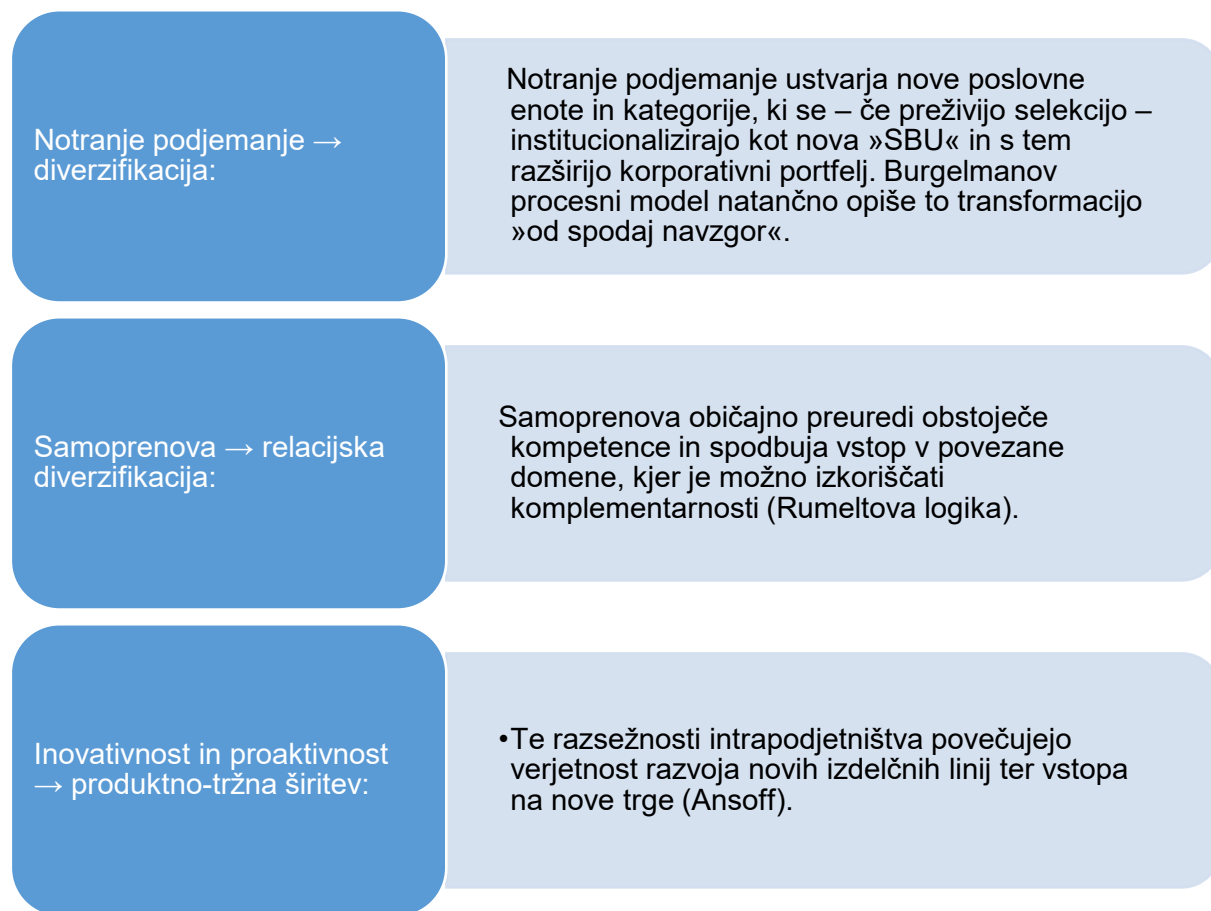 Notranje podjemanje →
diverzifikacija:
Notranje podjemanje ustvarja nove poslovne
enote in kategorije, ki se – če preživijo selekcijo –
institucionalizirajo kot nova »SBU« in s tem
razširijo korporativni portfelj. Burgelmanov
procesni model natančno opiše to transformacijo
»od spodaj navzgor«.
Samoprenova → relacijska
diverzifikacija:
Samoprenova običajno preuredi obstoječe
kompetence in spodbuja vstop v povezane
domene, kjer je možno izkoriščati
komplementarnosti (Rumeltova logika).
Inovativnost in proaktivnost
→ produktno-tržna širitev:
•Te razsežnosti intrapodjetništva povečujejo
verjetnost razvoja novih izdelčnih linij ter vstopa
na nove trge (Ansoff).